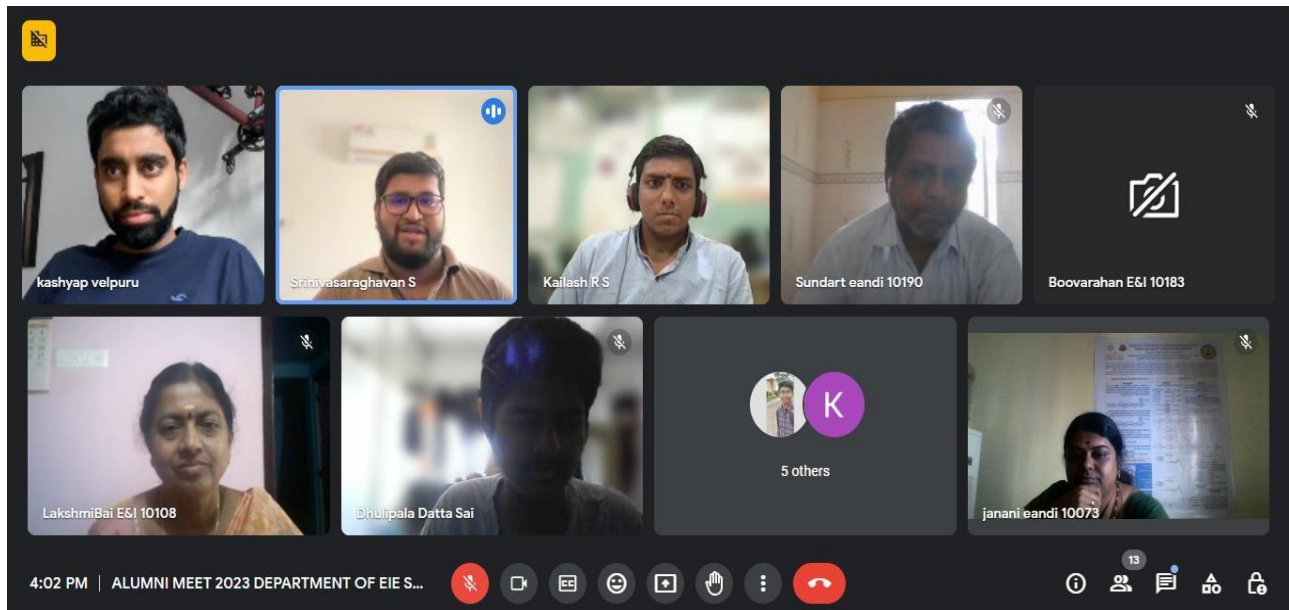 kashyap velpuru
Srinivasaraghavan S
Kailash R S
Sundart eandi 10190
Boovarahan E&I 10183
LakshmiBai E&I 10108
Dhulipala Datta Sai
K
5 others
janani eandi 10073
13
4:02 PM | ALUMNI MEET 2023 DEPARTMENT OF EIE S...
CC